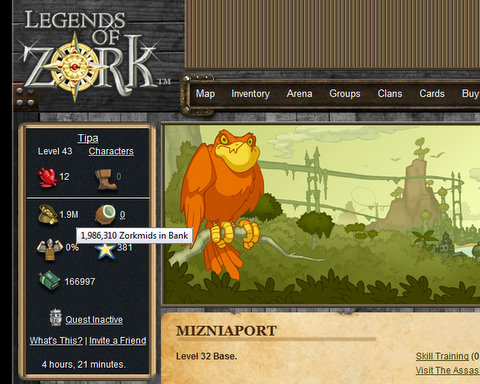 LEGENDS
OF
ZORK™
Map Inventory Arena Groups Clans Cards Buy
Tipa
Level 43 Characters
12 0
1.9M 0
1,986,310 Zorkmids in Bank
0% 381
166997
Quest Inactive
What's This? | Invite a Friend
4 hours, 21 minutes.
MIZNIAPORT
Level 32 Base.
Skill Training (0
Visit The Assas